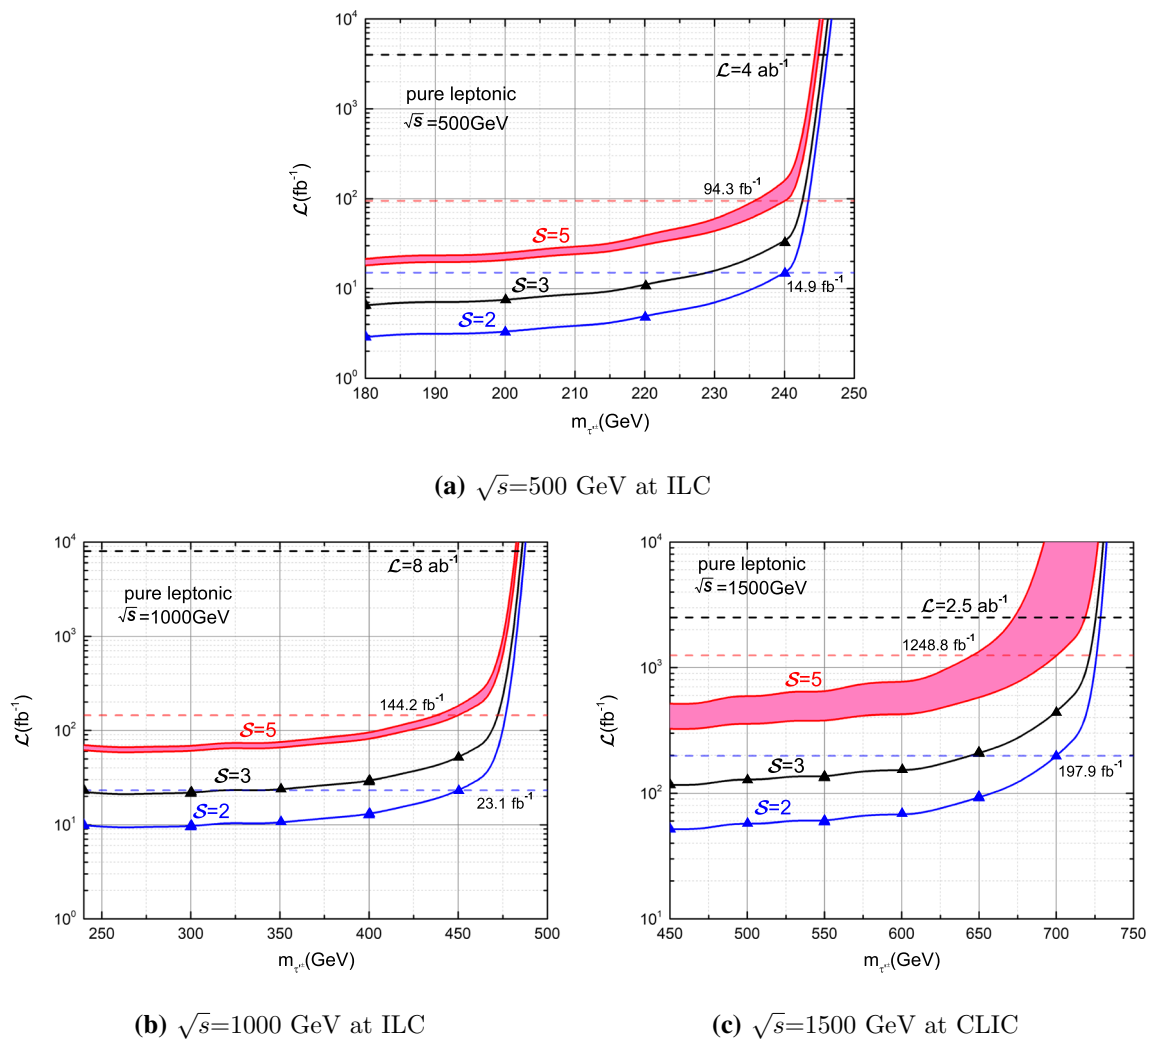 10⁴
𝓛=4 ab⁻¹
pure leptonic
√s =500GeV
10³
𝓛(fb⁻¹)
94.3 fb⁻¹
10²
𝓢=5
𝓢=3
14.9 fb⁻¹
10¹
𝓢=2
10⁰
180 190 200 210 220 230 240 250
m_τ'±(GeV)
(a) √s=500 GeV at ILC
10⁴
𝓛=8 ab⁻¹
pure leptonic
√s =1000GeV
10³
𝓛(fb⁻¹)
144.2 fb⁻¹
10²
𝓢=5
𝓢=3
23.1 fb⁻¹
𝓢=2
10¹
10⁰
250 300 350 400 450 500
m_τ'±(GeV)
(b) √s=1000 GeV at ILC
10⁴
pure leptonic
√s =1500GeV
𝓛=2.5 ab⁻¹
1248.8 fb⁻¹
10³
𝓛(fb⁻¹)
𝓢=5
𝓢=3
197.9 fb⁻¹
10²
𝓢=2
10¹
450 500 550 600 650 700 750
m_τ'±(GeV)
(c) √s=1500 GeV at CLIC